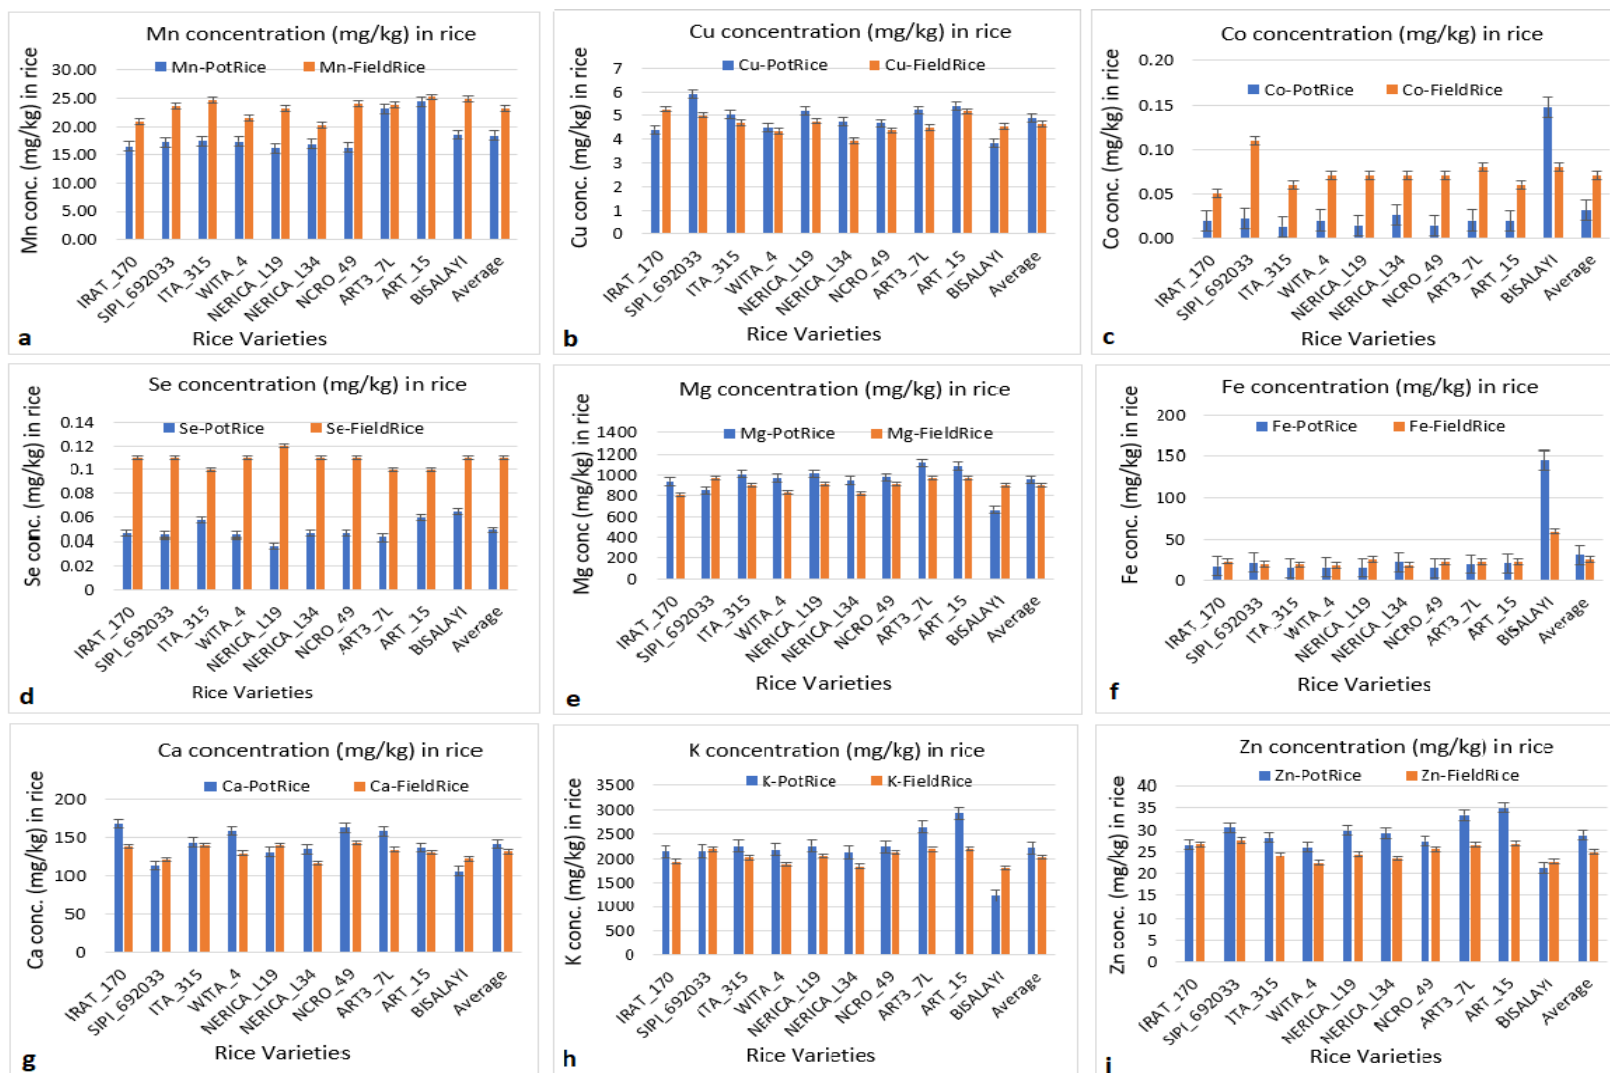 Mn concentration (mg/kg) in rice
Mn-PotRice Mn-FieldRice
Mn conc. (mg/kg) in rice
30.00
25.00
20.00
15.00
10.00
5.00
0.00
IRAT_170 SIPI_692033 ITA_315 WITA_4 NERICA_L19 NERICA_L34 NCRO_49 ART3_7L ART_15 BISALAYI Average
Rice Varieties
a
Cu concentration (mg/kg) in rice
Cu-PotRice Cu-FieldRice
Cu conc. (mg/kg) in rice
7
6
5
4
3
2
1
0
IRAT_170 SIPI_692033 ITA_315 WITA_4 NERICA_L19 NERICA_L34 NCRO_49 ART3_7L ART_15 BISALAYI Average
Rice Varieties
b
Co concentration (mg/kg) in rice
Co-PotRice Co-FieldRice
Co conc. (mg/kg) in rice
0.20
0.15
0.10
0.05
0.00
IRAT_170 SIPI_692033 ITA_315 WITA_4 NERICA_L19 NERICA_L34 NCRO_49 ART3_7L ART_15 BISALAYI Average
Rice Varieties
c
Se concentration (mg/kg) in rice
Se-PotRice Se-FieldRice
Se conc. (mg/kg) in rice
0.14
0.12
0.1
0.08
0.06
0.04
0.02
0
IRAT_170 SIPI_692033 ITA_315 WITA_4 NERICA_L19 NERICA_L34 NCRO_49 ART3_7L ART_15 BISALAYI Average
Rice Varieties
d
Mg concentration (mg/kg) in rice
Mg-PotRice Mg-FieldRice
Mg conc (mg/kg) in rice
1400
1200
1000
800
600
400
200
0
IRAT_170 SIPI_692033 ITA_315 WITA_4 NERICA_L19 NERICA_L34 NCRO_49 ART3_7L ART_15 BISALAYI Average
Rice Varieties
e
Fe concentration (mg/kg) in rice
Fe-PotRice Fe-FieldRice
Fe conc. (mg/kg) in rice
200
150
100
50
0
IRAT_170 SIPI_692033 ITA_315 WITA_4 NERICA_L19 NERICA_L34 NCRO_49 ART3_7L ART_15 BISALAYI Average
Rice Varieties
f
Ca concentration (mg/kg) in rice
Ca-PotRice Ca-FieldRice
Ca conc. (mg/kg) in rice
200
150
100
50
0
IRAT_170 SIPI_692033 ITA_315 WITA_4 NERICA_L19 NERICA_L34 NCRO_49 ART3_7L ART_15 BISALAYI Average
Rice Varieties
g
K concentration (mg/kg) in rice
K-PotRice K-FieldRice
K conc. (mg/kg) in rice
3500
3000
2500
2000
1500
1000
500
0
IRAT_170 SIPI_692033 ITA_315 WITA_4 NERICA_L19 NERICA_L34 NCRO_49 ART3_7L ART_15 BISALAYI Average
Rice Varieties
h
Zn concentration (mg/kg) in rice
Zn-PotRice Zn-FieldRice
Zn conc. (mg/kg) in rice
40
35
30
25
20
15
10
5
0
IRAT_170 SIPI_692033 ITA_315 WITA_4 NERICA_L19 NERICA_L34 NCRO_49 ART3_7L ART_15 BISALAYI Average
Rice Varieties
i